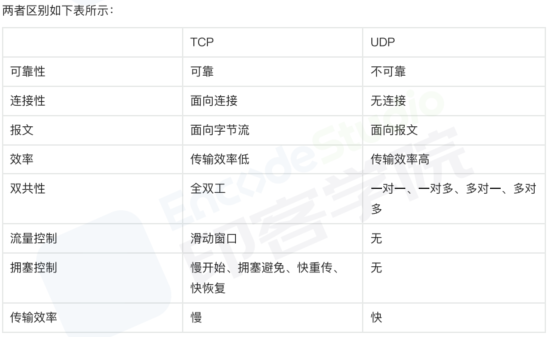 两者区别如下表所示：
TCP UDP
可靠性 可靠 不可靠
连接性 面向连接 无连接
报文 面向字节流 面向报文
效率 传输效率低 传输效率高
双共性 全双工 一对一、一对多、多对一、多对
多
流量控制 滑动窗口 无
拥塞控制 慢开始、拥塞避免、快重传、 无
快恢复
传输效率 慢 快
EncodeStudio
印客学院